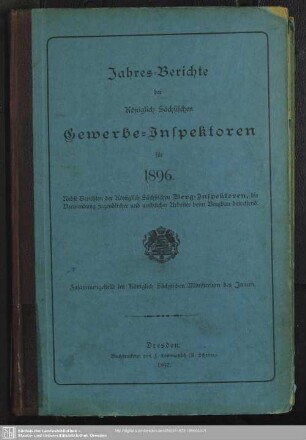 Jahres-Berichte
der
Königlich Sächsischen
Gewerbe-Inspektoren
für
1896.
Nebst Berichten der Königlich Sächsischen Berg-Inspektoren, die
Verwendung jugendlicher und weiblicher Arbeiter beim Bergbau betreffend.
Zusammengestellt im Königlich Sächsischen Ministerium des Innern.
Dresden.
1897.